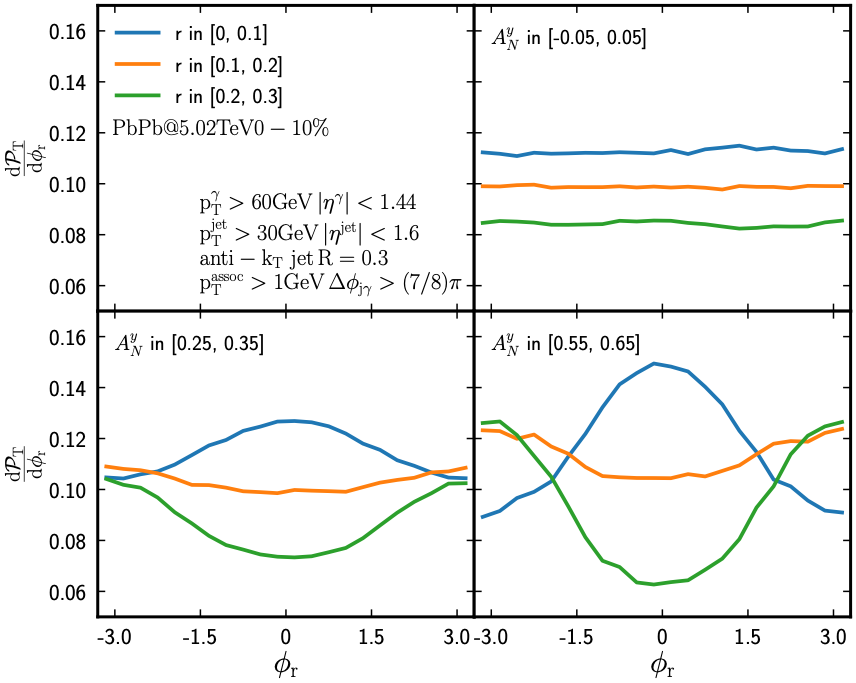 r in [0, 0.1]
r in [0.1, 0.2]
r in [0.2, 0.3]
PbPb@5.02TeV0 − 10%
p_T^γ > 60GeV |η^γ| < 1.44
p_T^jet > 30GeV |η^jet| < 1.6
anti − k_T jet R = 0.3
p_T^assoc > 1GeV Δϕ_jγ > (7/8)π
dP_T/dϕ_r
0.16
0.14
0.12
0.10
0.08
0.06
A_N^y in [-0.05, 0.05]
A_N^y in [0.25, 0.35]
dP_T/dϕ_r
0.16
0.14
0.12
0.10
0.08
0.06
-3.0 -1.5 0 1.5 3.0
ϕ_r
A_N^y in [0.55, 0.65]
-3.0 -1.5 0 1.5 3.0
ϕ_r